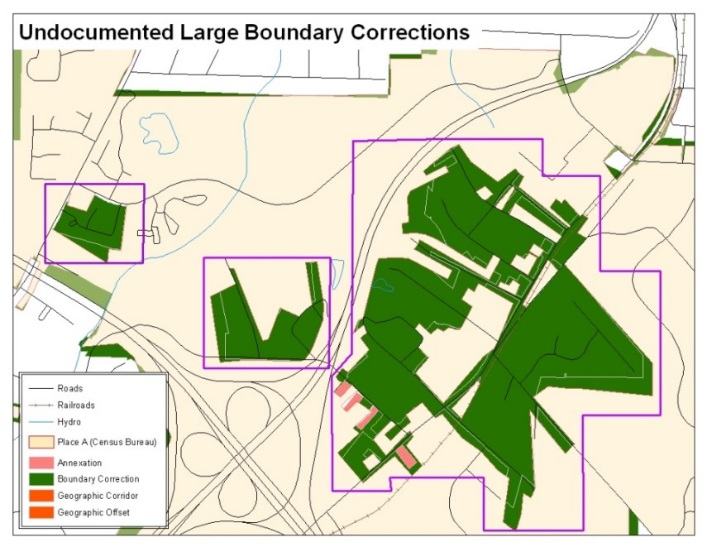 Undocumented Large Boundary Corrections
Roads
Railroads
Hydro
Place A (Census Bureau)
Annexation
Boundary Correction
Geographic Corridor
Geographic Offset